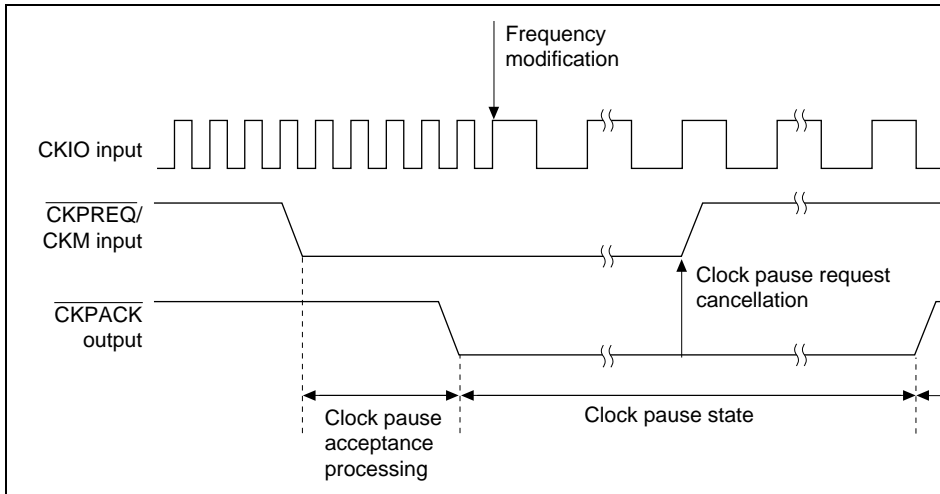 Frequency
modification
CKIO input
CKPREQ/
CKM input
Clock pause request
cancellation
CKPACK
output
Clock pause
acceptance
processing
Clock pause state